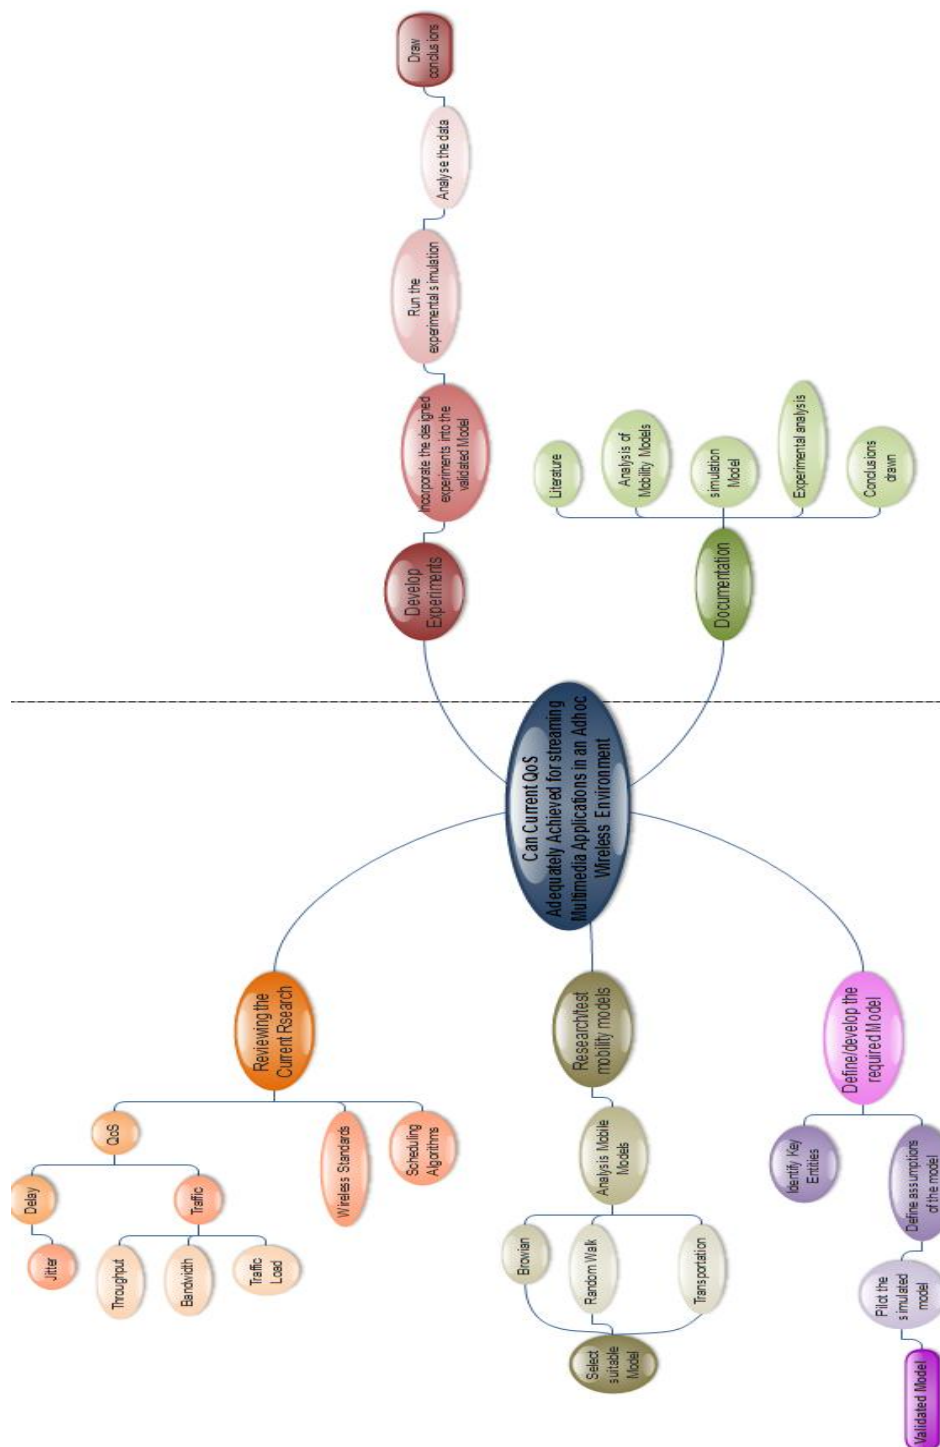 Can Current QoS
Adequately Achieved for streaming
Multimedia Applications in an Adhoc
Wireless Environment
Reviewing the
Current Rsearch
QoS
Delay
Jitter
Traffic
Throughput
Bandwidth
Traffic
Load
Wireless Standards
Scheduling
Algorithms
Research/test
mobility models
Analysis Mobile
Models
Browian
Random Walk
Transportation
Select
suitable
Model
Define/develop the
required Model
Identify Key
Entities
Define assumptions
of the model
Pilot the
simulated
model
Validated Model
Develop
Experiments
Incorporate the designed
experiments into the
validated Model
Run the
experimental simulation
Analyse the data
Draw
conclusions
Documentation
Literature
Analysis of
Mobility Models
simulation
Model
Experimental analysis
Conclusions
drawn